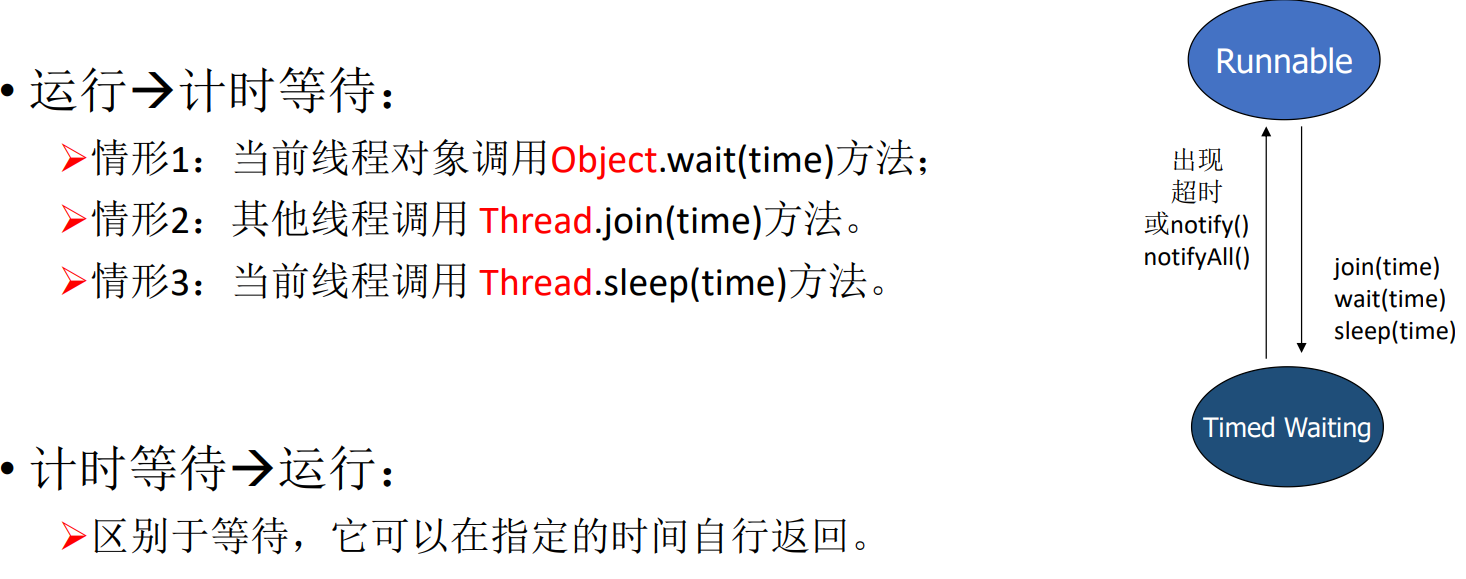 • 运行→计时等待：
➢情形1：当前线程对象调用Object.wait(time)方法；
➢情形2：其他线程调用 Thread.join(time)方法。
➢情形3：当前线程调用 Thread.sleep(time)方法。
• 计时等待→运行：
➢区别于等待，它可以在指定的时间自行返回。
Runnable
出现
超时
或notify()
notifyAll()
join(time)
wait(time)
sleep(time)
Timed Waiting